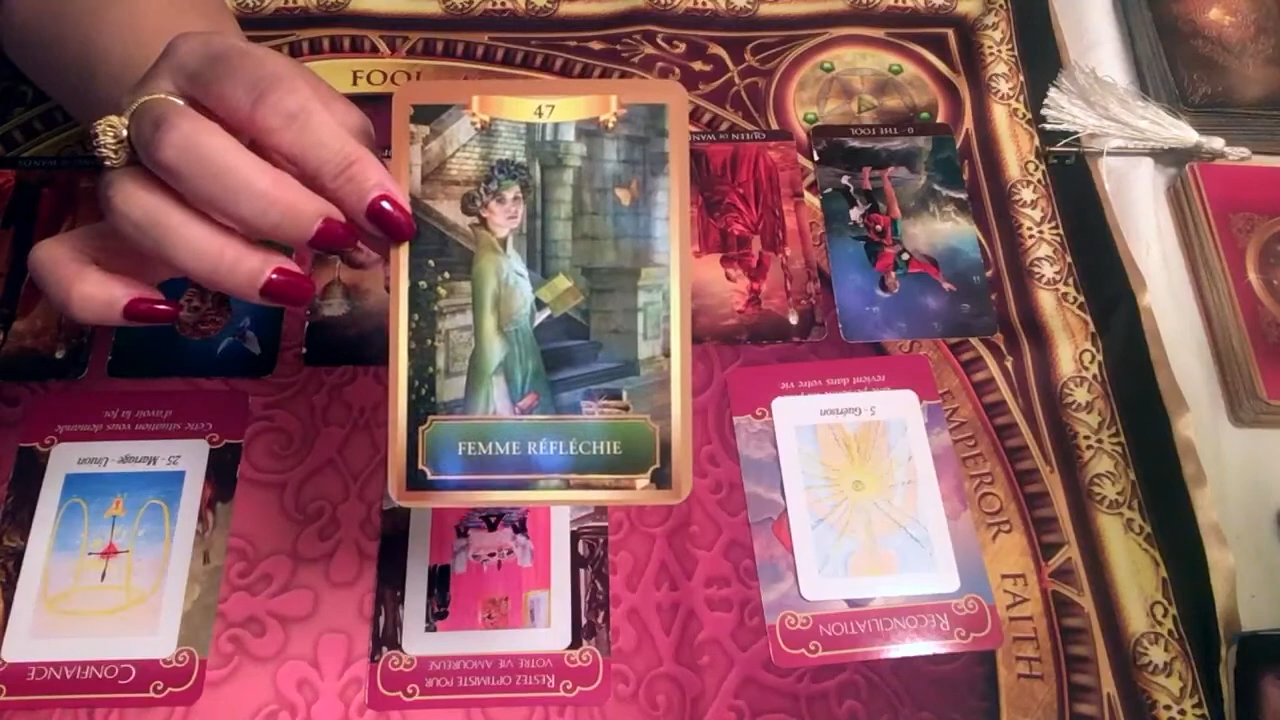 FOOL
47
FEMME RÉFLÉCHIE
QUEEN OF WANDS
0 - THE FOOL
EMPEROR
FAITH
Cette situation vous demande
d'avoir la foi.
25 - Mariage - Union
CONFIANCE
RESTEZ OPTIMISTE POUR
VOTRE VIE AMOUREUSE
revient dans votre vie
5 - Guérison
RÉCONCILIATION